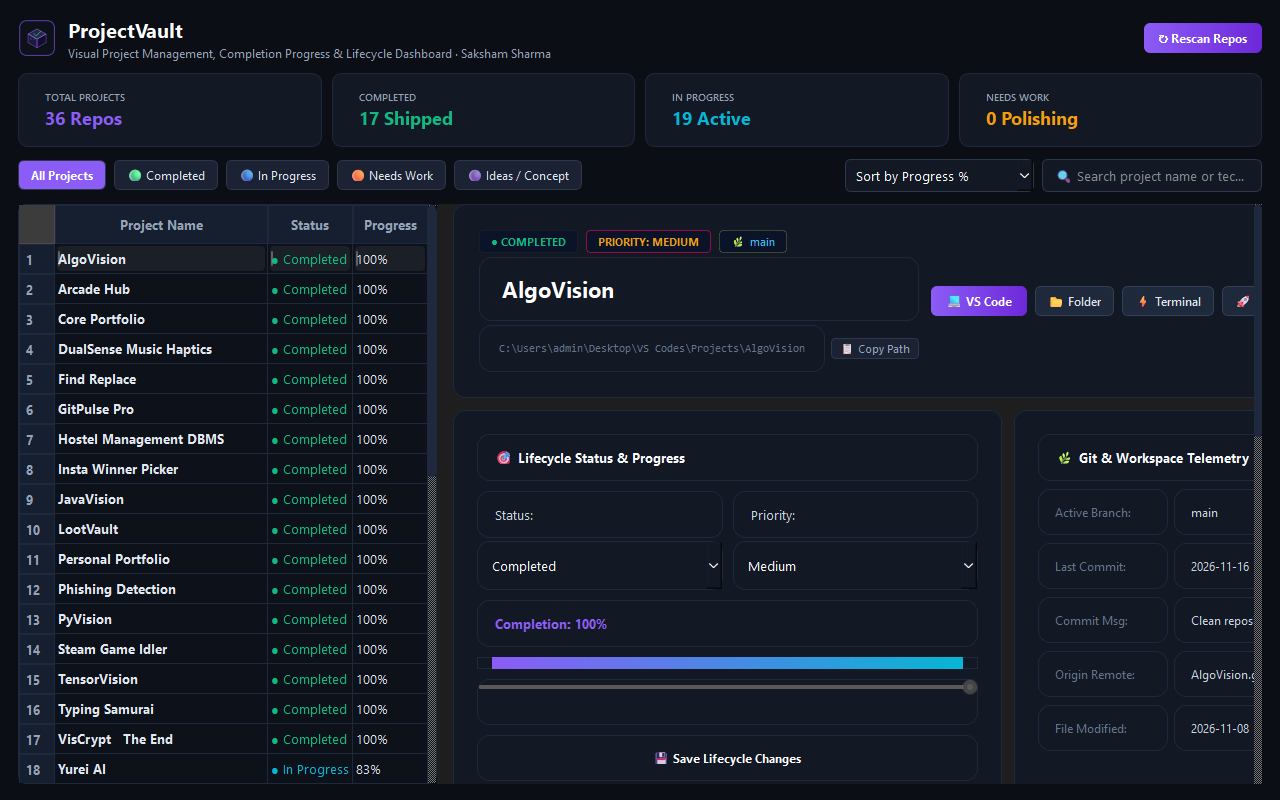 ProjectVault
Visual Project Management, Completion Progress & Lifecycle Dashboard · Saksham Sharma
↻ Rescan Repos
TOTAL PROJECTS
36 Repos
COMPLETED
17 Shipped
IN PROGRESS
19 Active
NEEDS WORK
0 Polishing
All Projects
Completed
In Progress
Needs Work
Ideas / Concept
Sort by Progress %
Search project name or tec...
Project Name Status Progress
1 AlgoVision ● Completed 100%
2 Arcade Hub ● Completed 100%
3 Core Portfolio ● Completed 100%
4 DualSense Music Haptics ● Completed 100%
5 Find Replace ● Completed 100%
6 GitPulse Pro ● Completed 100%
7 Hostel Management DBMS ● Completed 100%
8 Insta Winner Picker ● Completed 100%
9 JavaVision ● Completed 100%
10 LootVault ● Completed 100%
11 Personal Portfolio ● Completed 100%
12 Phishing Detection ● Completed 100%
13 PyVision ● Completed 100%
14 Steam Game Idler ● Completed 100%
15 TensorVision ● Completed 100%
16 Typing Samurai ● Completed 100%
17 VisCrypt The End ● Completed 100%
18 Yurei AI ● In Progress 83%
● COMPLETED
PRIORITY: MEDIUM
main
AlgoVision
VS Code
Folder
Terminal
C:\Users\admin\Desktop\VS Codes\Projects\AlgoVision
Copy Path
Lifecycle Status & Progress
Status:
Priority:
Completed
Medium
Completion: 100%
Save Lifecycle Changes
Git & Workspace Telemetry
Active Branch: main
Last Commit: 2026-11-16
Commit Msg: Clean repos
Origin Remote: AlgoVision.g
File Modified: 2026-11-08